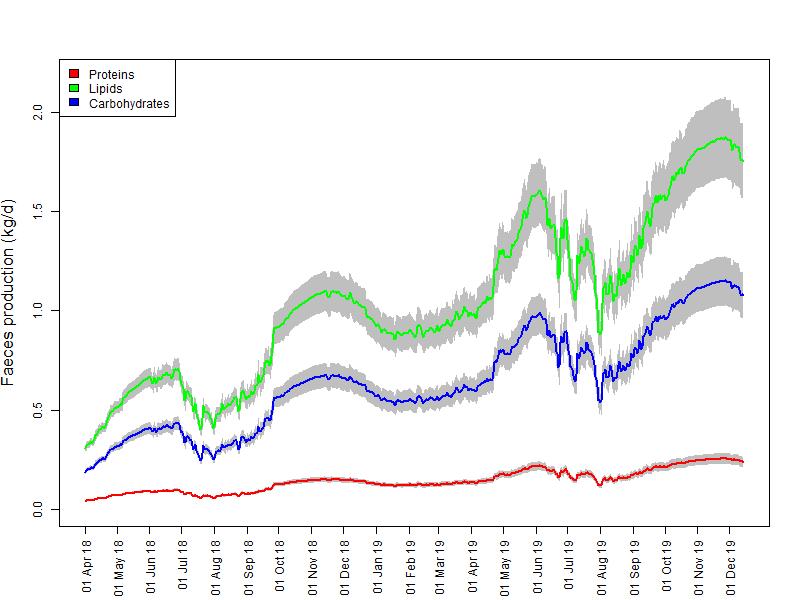 Proteins
Lipids
Carbohydrates
Faeces production (kg/d)
2.0
1.5
1.0
0.5
0.0
01 Apr 18
01 May 18
01 Jun 18
01 Jul 18
01 Aug 18
01 Sep 18
01 Oct 18
01 Nov 18
01 Dec 18
01 Jan 19
01 Feb 19
01 Mar 19
01 Apr 19
01 May 19
01 Jun 19
01 Jul 19
01 Aug 19
01 Sep 19
01 Oct 19
01 Nov 19
01 Dec 19